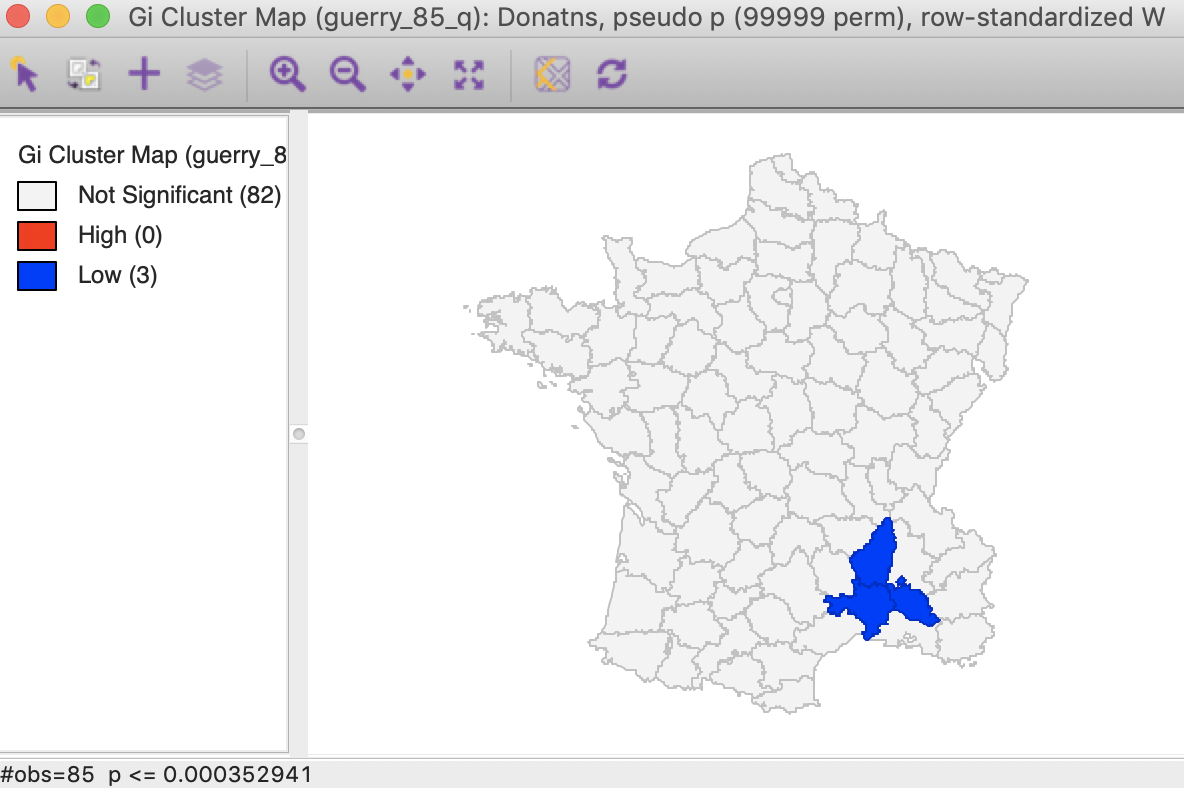 Gi Cluster Map (guerry_85_q): Donatns, pseudo p (99999 perm), row-standardized W
Gi Cluster Map (guerry_8
Not Significant (82)
High (0)
Low (3)
#obs=85 p <= 0.000352941